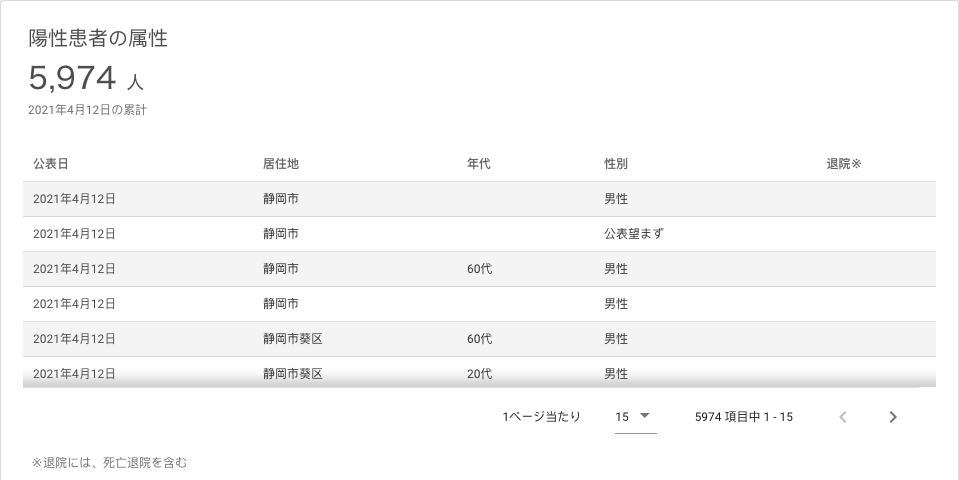 陽性患者の属性
5,974 人
2021年4月12日の累計
公表日 居住地 年代 性別 退院※
2021年4月12日 静岡市 男性
2021年4月12日 静岡市 公表望まず
2021年4月12日 静岡市 60代 男性
2021年4月12日 静岡市 男性
2021年4月12日 静岡市葵区 60代 男性
2021年4月12日 静岡市葵区 20代 男性
1ページ当たり 15 5974 項目中 1 - 15
※退院には、死亡退院を含む